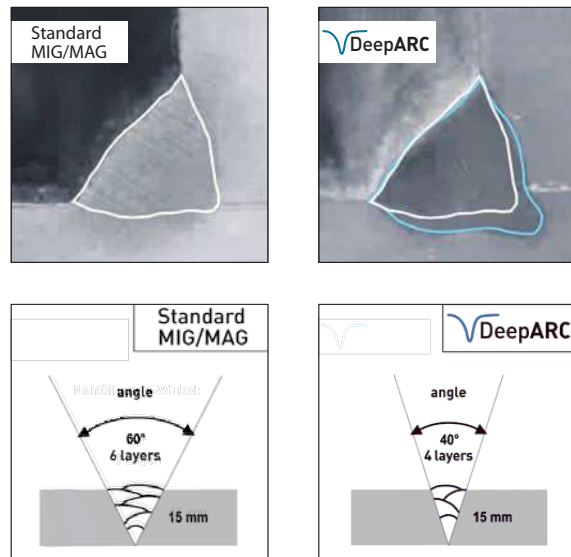 Standard
MIG/MAG
DeepARC
Standard
MIG/MAG
DeepARC
angle
60°
6 layers
15 mm
angle
40°
4 layers
15 mm